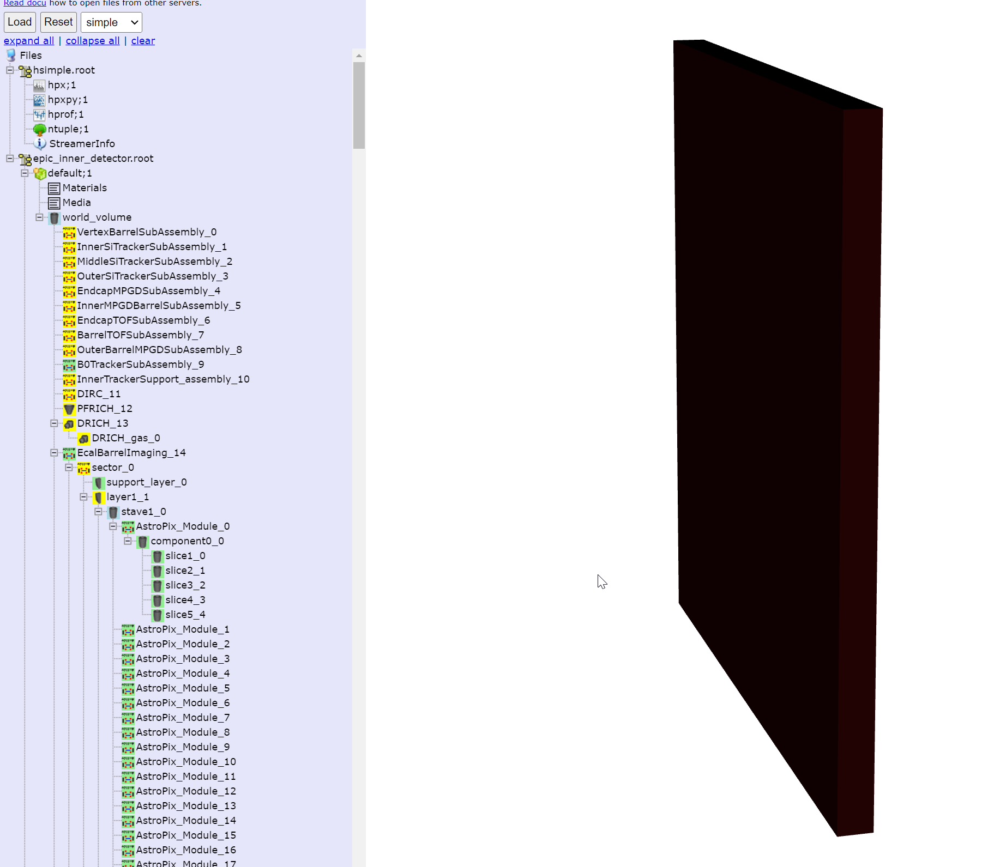 Read docu how to open files from other servers.
Load Reset simple
expand all | collapse all | clear
Files
hsimple.root
hpx;1
hpxpy;1
hprof;1
ntuple;1
StreamerInfo
epic_inner_detector.root
default;1
Materials
Media
world_volume
VertexBarrelSubAssembly_0
InnerSiTrackerSubAssembly_1
MiddleSiTrackerSubAssembly_2
OuterSiTrackerSubAssembly_3
EndcapMPGDSubAssembly_4
InnerMPGDBarrelSubAssembly_5
EndcapTOFSubAssembly_6
BarrelTOFSubAssembly_7
OuterBarrelMPGDSubAssembly_8
B0TrackerSubAssembly_9
InnerTrackerSupport_assembly_10
DIRC_11
PFRICH_12
DRICH_13
DRICH_gas_0
EcalBarrelImaging_14
sector_0
support_layer_0
layer1_1
stave1_0
AstroPix_Module_0
component0_0
slice1_0
slice2_1
slice3_2
slice4_3
slice5_4
AstroPix_Module_1
AstroPix_Module_2
AstroPix_Module_3
AstroPix_Module_4
AstroPix_Module_5
AstroPix_Module_6
AstroPix_Module_7
AstroPix_Module_8
AstroPix_Module_9
AstroPix_Module_10
AstroPix_Module_11
AstroPix_Module_12
AstroPix_Module_13
AstroPix_Module_14
AstroPix_Module_15
AstroPix_Module_16
AstroPix_Module_17